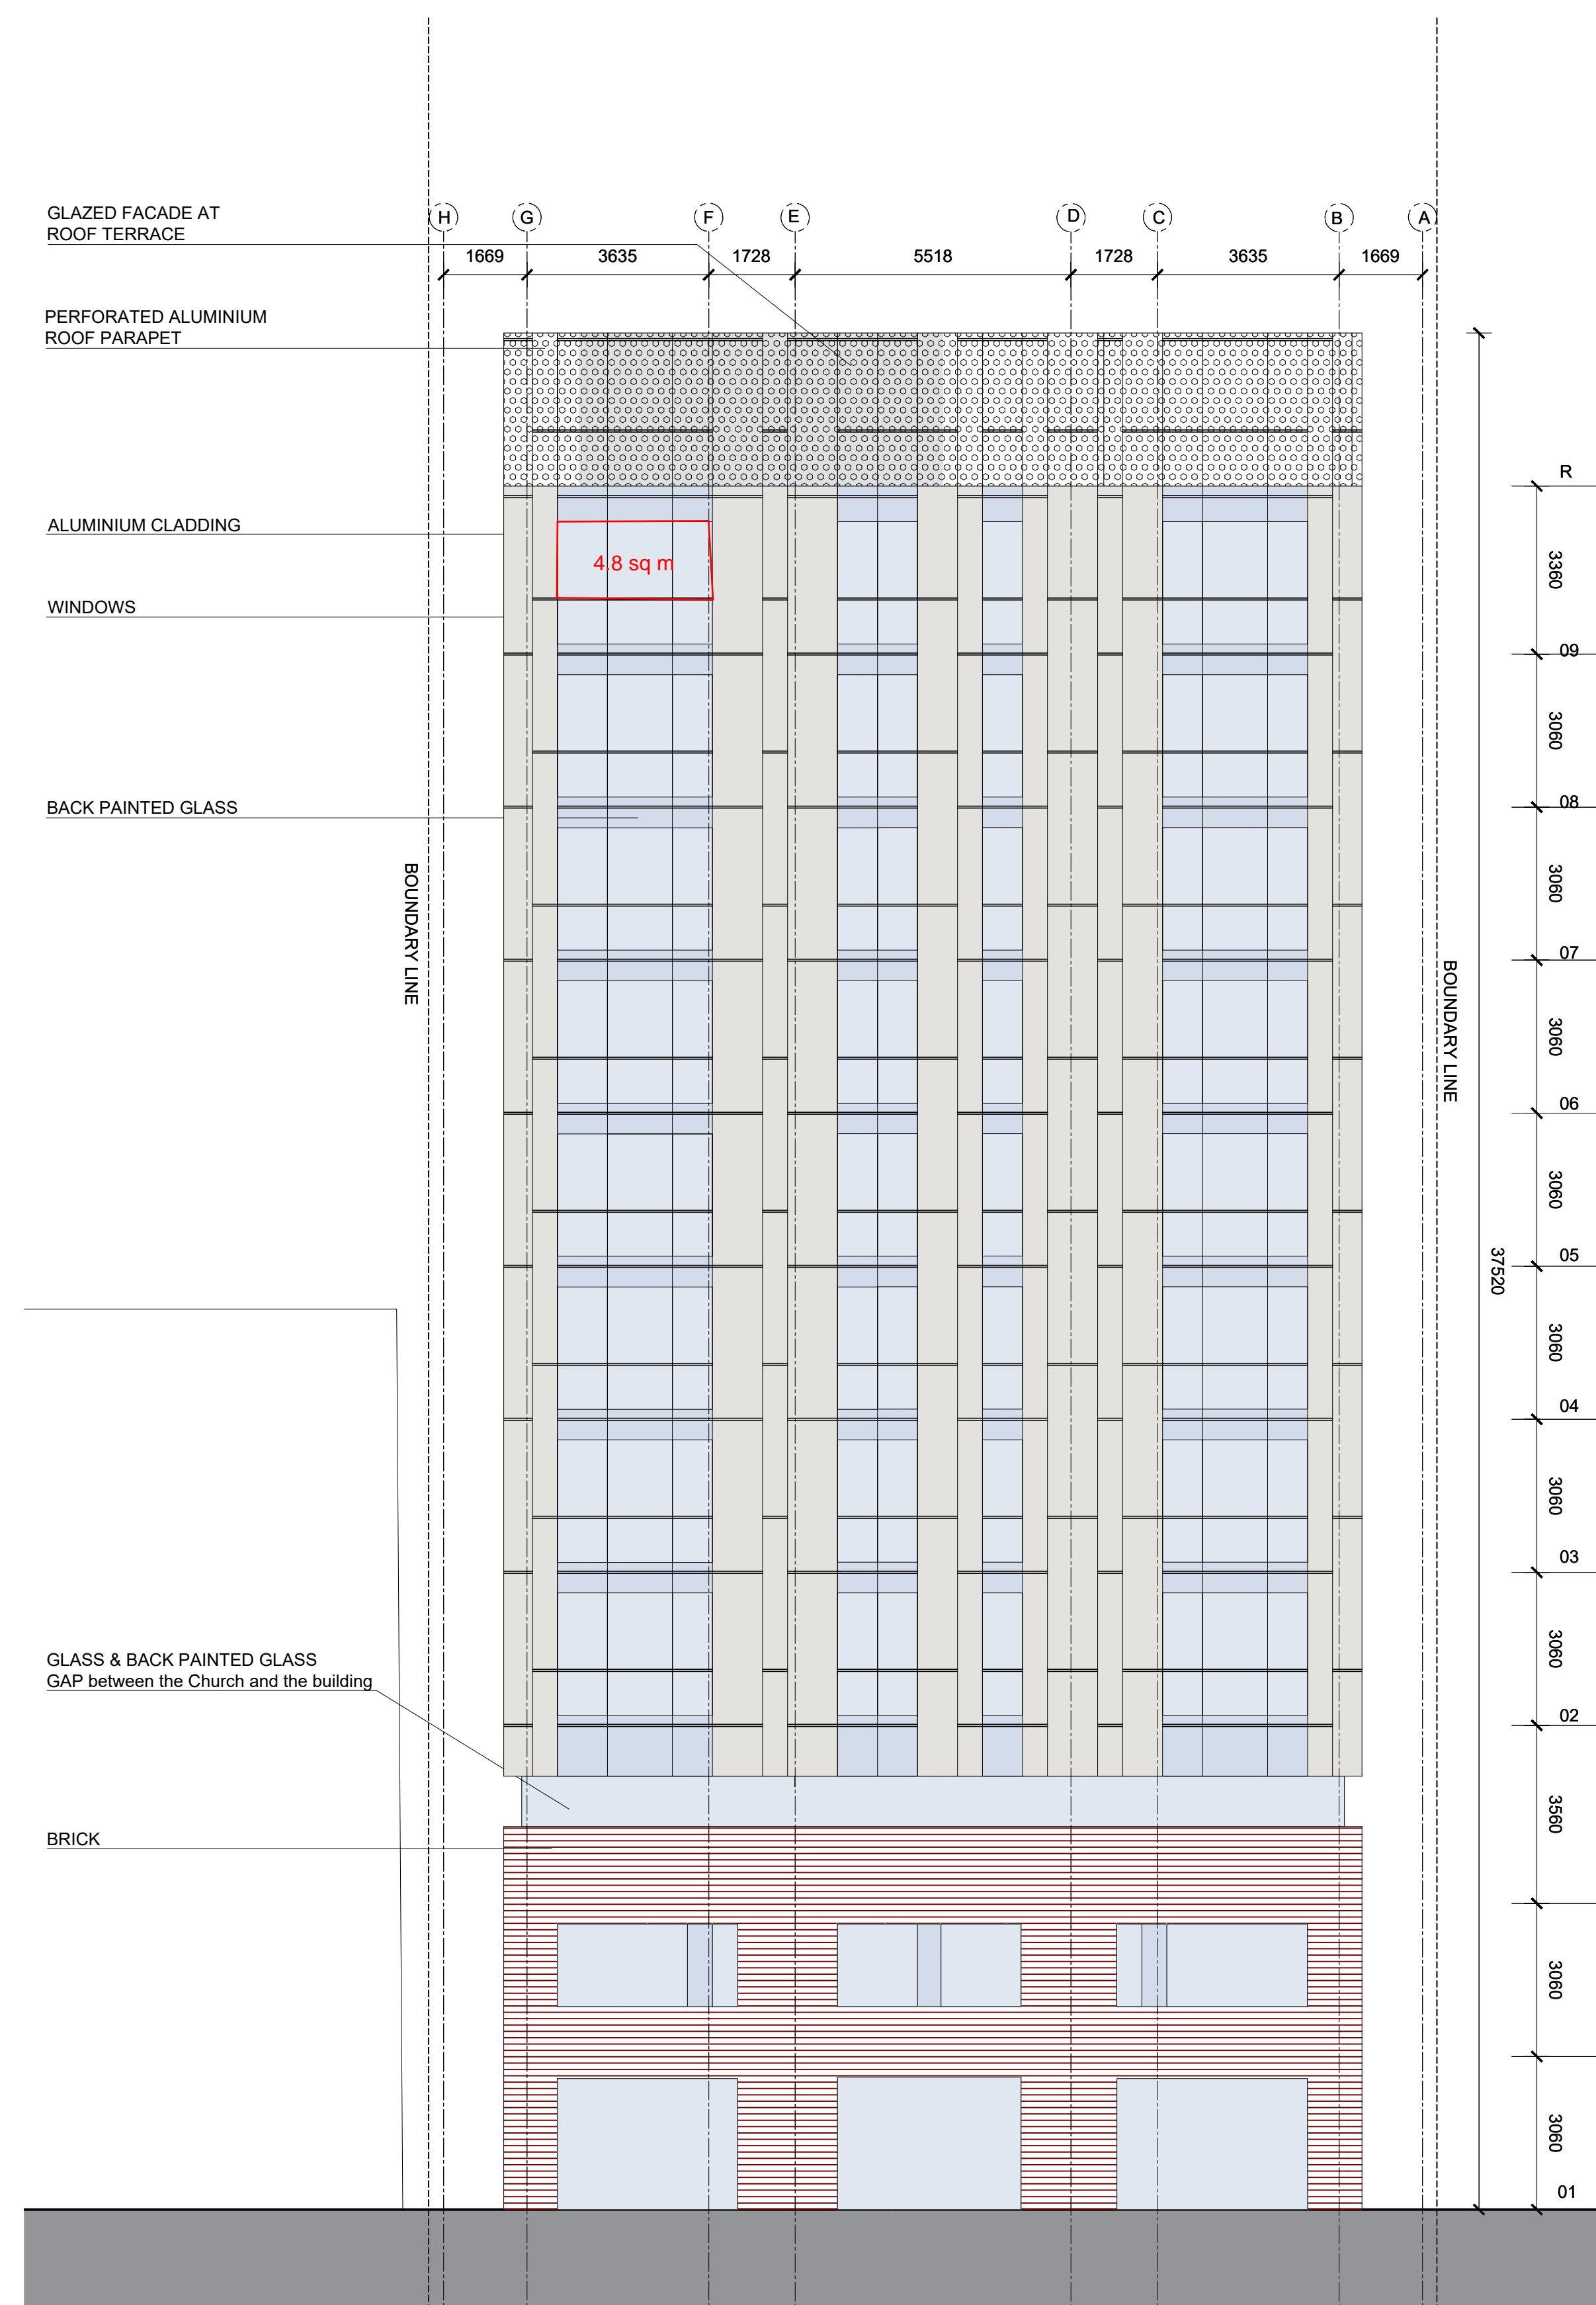 GLAZED FACADE AT
ROOF TERRACE
H
G
F
E
D
C
B
A
1669
3635
1728
5518
1728
3635
1669
PERFORATED ALUMINIUM
ROOF PARAPET
R
ALUMINIUM CLADDING
4.8 sq m
3360
WINDOWS
09
3060
BACK PAINTED GLASS
08
3060
BOUNDARY LINE
07
BOUNDARY LINE
3060
06
3060
05
37520
3060
04
3060
03
3060
GLASS & BACK PAINTED GLASS
GAP between the Church and the building
02
3560
BRICK
3060
3060
01